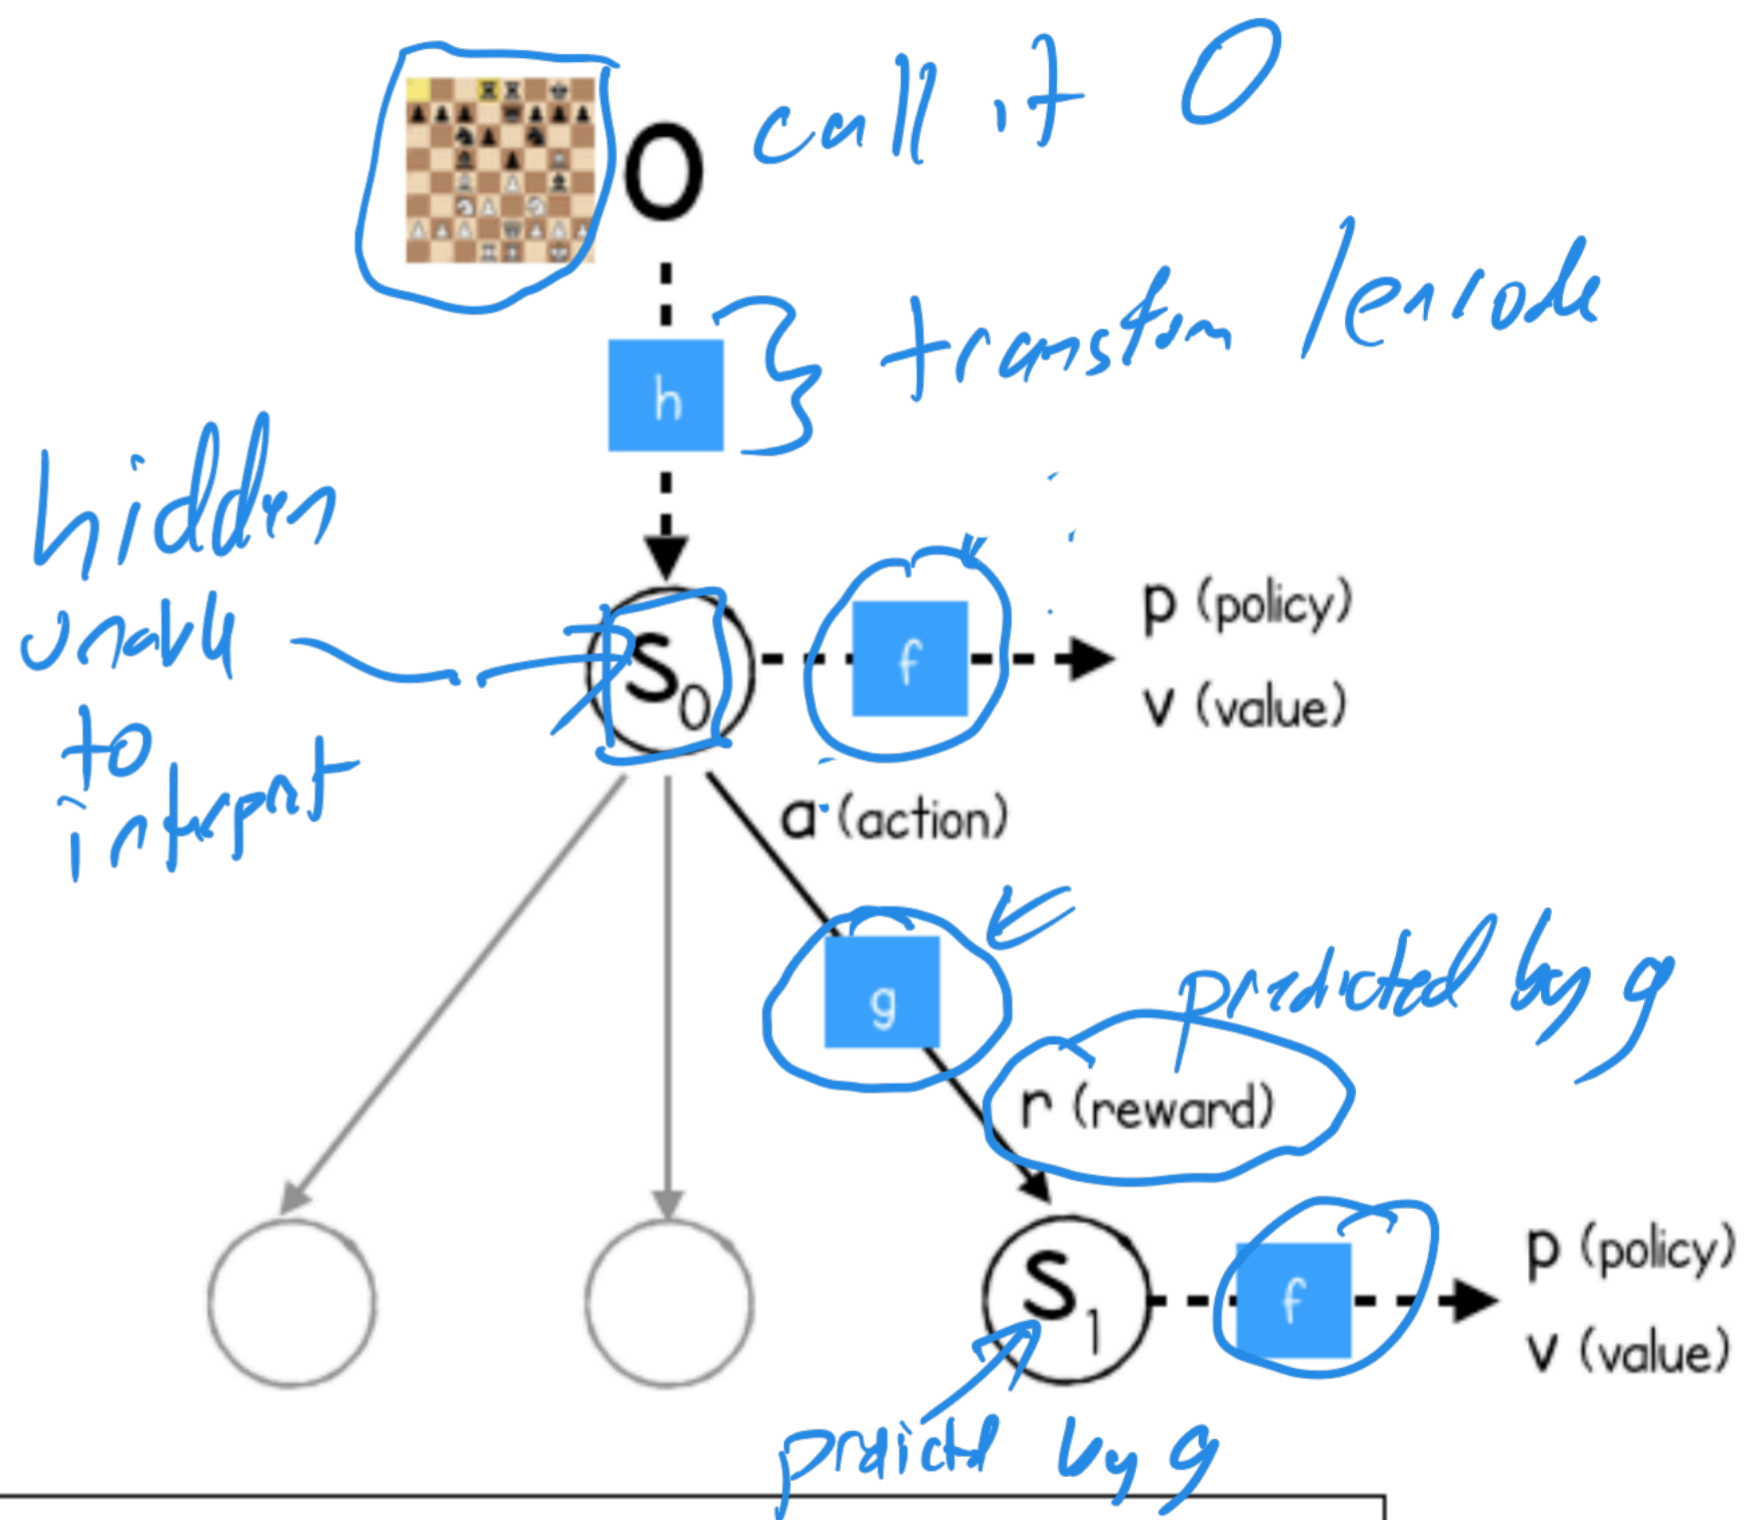 O call it O
h } transform / encode
hidden
unable
to
interpret
S0
f
p (policy)
v (value)
a (action)
g
predicted by g
r (reward)
S1
f
p (policy)
v (value)
predicted by g